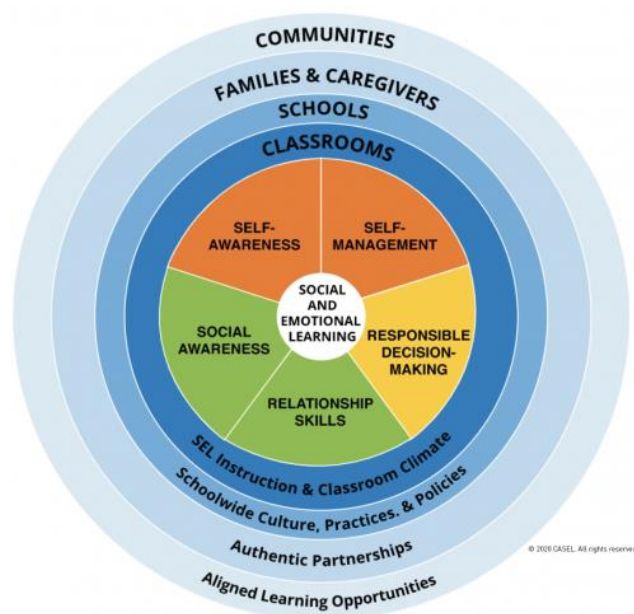 COMMUNITIES
FAMILIES & CAREGIVERS
SCHOOLS
CLASSROOMS
SELF-
AWARENESS
SELF-
MANAGEMENT
SOCIAL
AND
EMOTIONAL
LEARNING
SOCIAL
AWARENESS
RESPONSIBLE
DECISION-
MAKING
RELATIONSHIP
SKILLS
SEL Instruction & Classroom Climate
Schoolwide Culture, Practices. & Policies
Authentic Partnerships
Aligned Learning Opportunities
© 2020 CASEL. All rights reserve